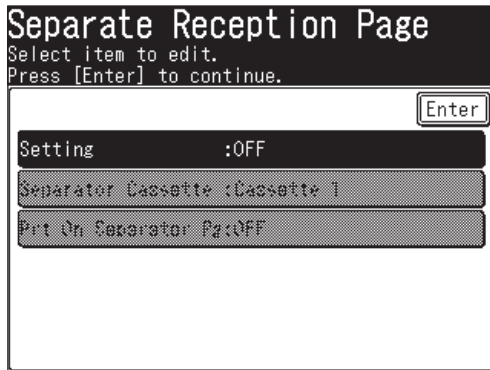 Separate Reception Page
Select item to edit.
Press [Enter] to continue.
Enter
Setting :OFF
Separator Cassette :Cassette 1
Prt On Separator Pg:OFF